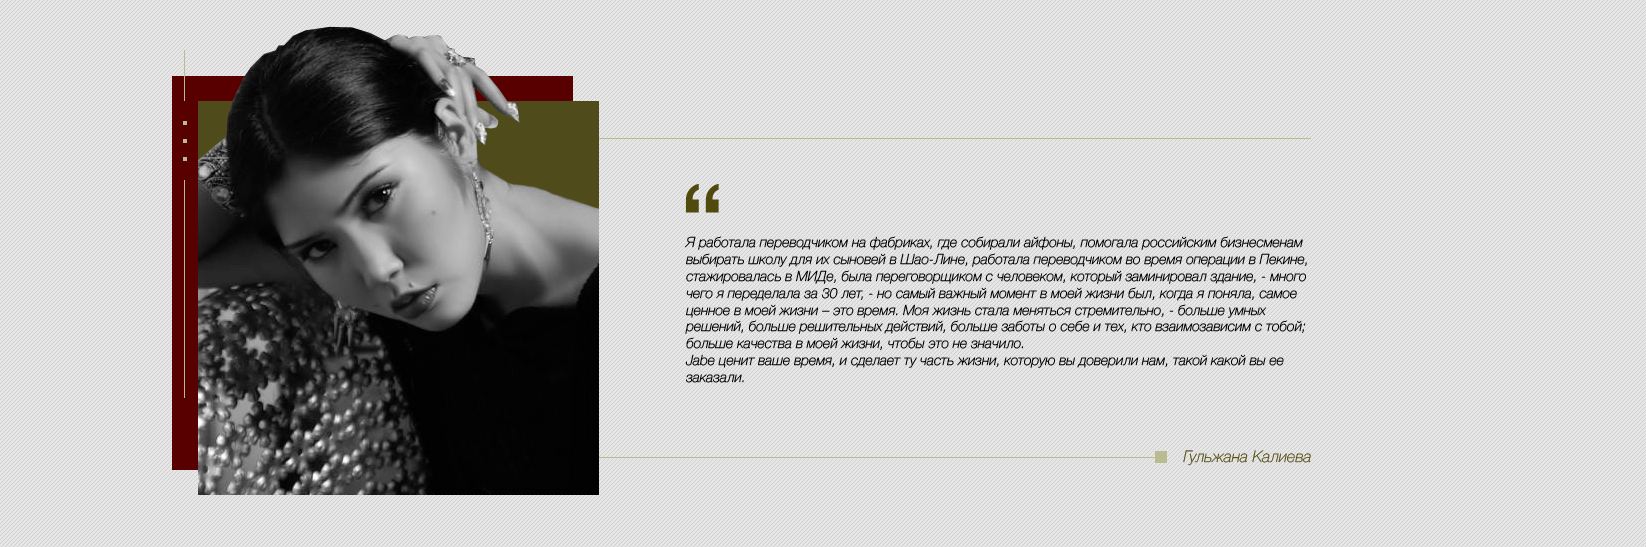 “
Я работала переводчиком на фабриках, где собирали айфоны, помогала российским бизнесменам
выбирать школу для их сыновей в Шао-Лине, работала переводчиком во время операции в Пекине,
стажировалась в МИДе, была переговорщиком с человеком, который заминировал здание, - много
чего я переделала за 30 лет, - но самый важный момент в моей жизни был, когда я поняла, самое
ценное в моей жизни – это время. Моя жизнь стала меняться стремительно, - больше умных
решений, больше решительных действий, больше заботы о себе и тех, кто взаимозависим с тобой;
больше качества в моей жизни, чтобы это не значило.
Jabe ценит ваше время, и сделает ту часть жизни, которую вы доверили нам, такой какой вы ее
заказали.
Гульжана Калиева